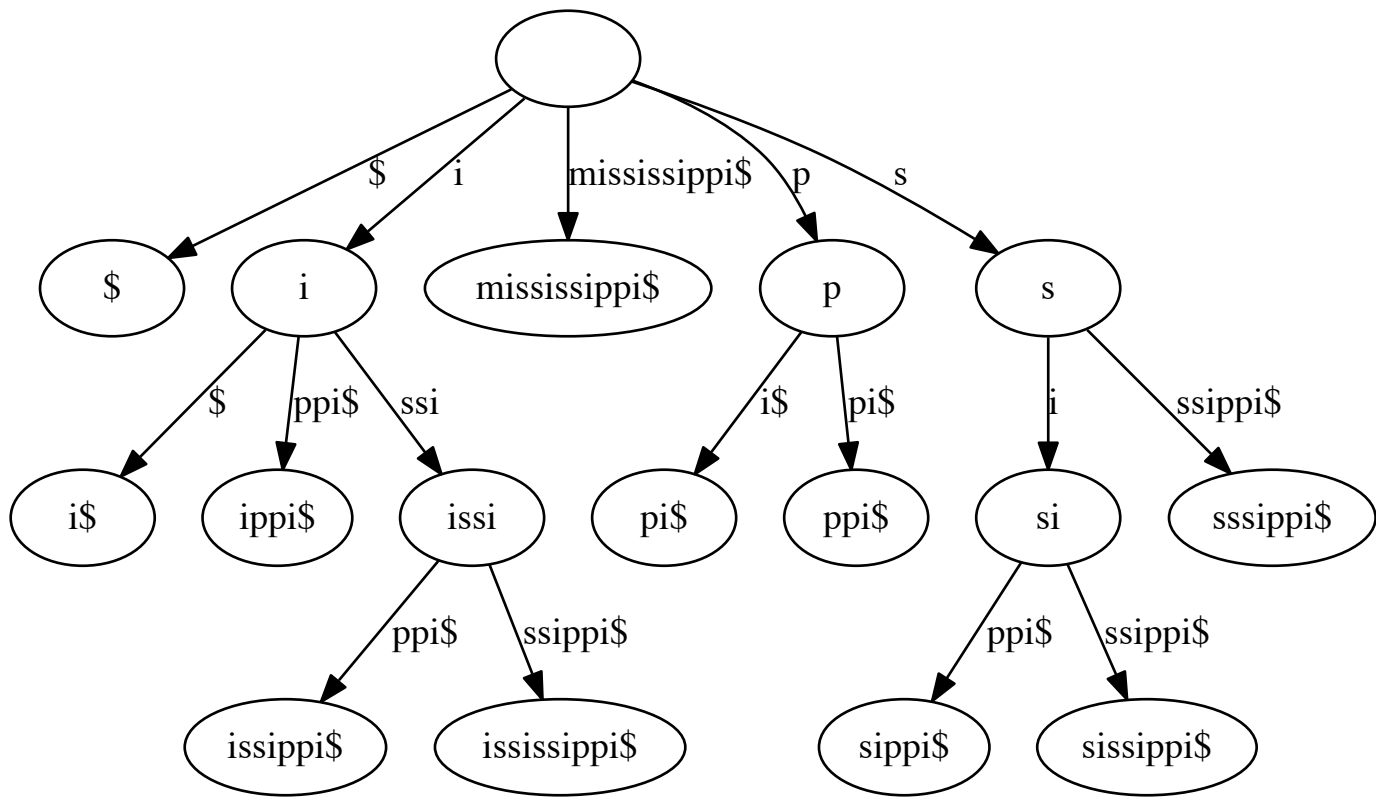 $ i mississippi$ p s
$ i mississippi$ p s
$ ppi$ ssi i$ pi$ i ssippi$
i$ ippi$ issi pi$ ppi$ si sssippi$
ppi$ ssippi$ ppi$ ssippi$
issippi$ ississippi$ sippi$ sissippi$